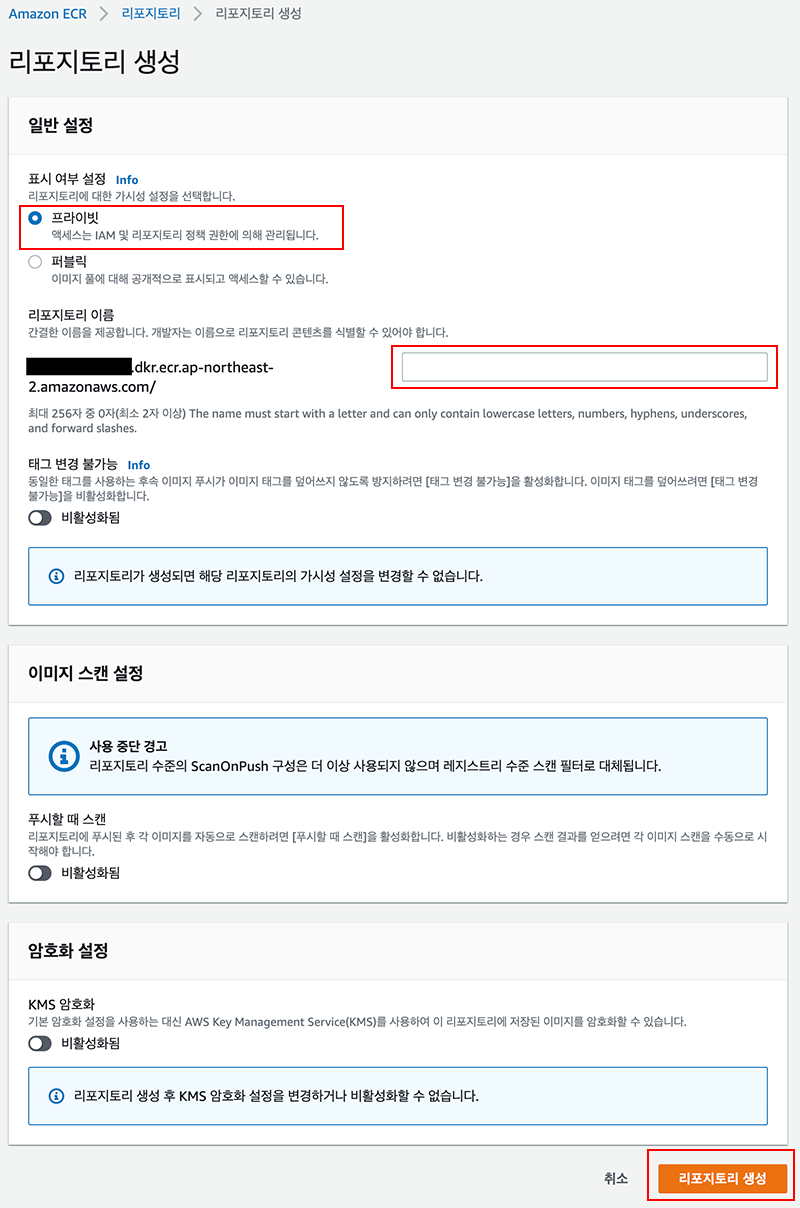 Amazon ECR > 리포지토리 > 리포지토리 생성
리포지토리 생성
일반 설정
표시 여부 설정 Info
리포지토리에 대한 가시성 설정을 선택합니다.
프라이빗
액세스는 IAM 및 리포지토리 정책 권한에 의해 관리됩니다.
퍼블릭
이미지 풀에 대해 공개적으로 표시되고 액세스할 수 있습니다.
리포지토리 이름
간결한 이름을 제공합니다. 개발자는 이름으로 리포지토리 콘텐츠를 식별할 수 있어야 합니다.
.dkr.ecr.ap-northeast-
2.amazonaws.com/
최대 256자 중 0자(최소 2자 이상) The name must start with a letter and can only contain lowercase letters, numbers, hyphens, underscores,
and forward slashes.
태그 변경 불가능 Info
동일한 태그를 사용하는 후속 이미지 푸시가 이미지 태그를 덮어쓰지 않도록 방지하려면 [태그 변경 불가능]을 활성화합니다. 이미지 태그를 덮어쓰려면 [태그 변경
불가능]을 비활성화합니다.
비활성화됨
리포지토리가 생성되면 해당 리포지토리의 가시성 설정을 변경할 수 없습니다.
이미지 스캔 설정
사용 중단 경고
리포지토리 수준의 ScanOnPush 구성은 더 이상 사용되지 않으며 레지스트리 수준 스캔 필터로 대체됩니다.
푸시할 때 스캔
리포지토리에 푸시된 후 각 이미지를 자동으로 스캔하려면 [푸시할 때 스캔]을 활성화합니다. 비활성화하는 경우 스캔 결과를 얻으려면 각 이미지 스캔을 수동으로 시
작해야 합니다.
비활성화됨
암호화 설정
KMS 암호화
기본 암호화 설정을 사용하는 대신 AWS Key Management Service(KMS)를 사용하여 이 리포지토리에 저장된 이미지를 암호화할 수 있습니다.
비활성화됨
리포지토리 생성 후 KMS 암호화 설정을 변경하거나 비활성화할 수 없습니다.
취소
리포지토리 생성